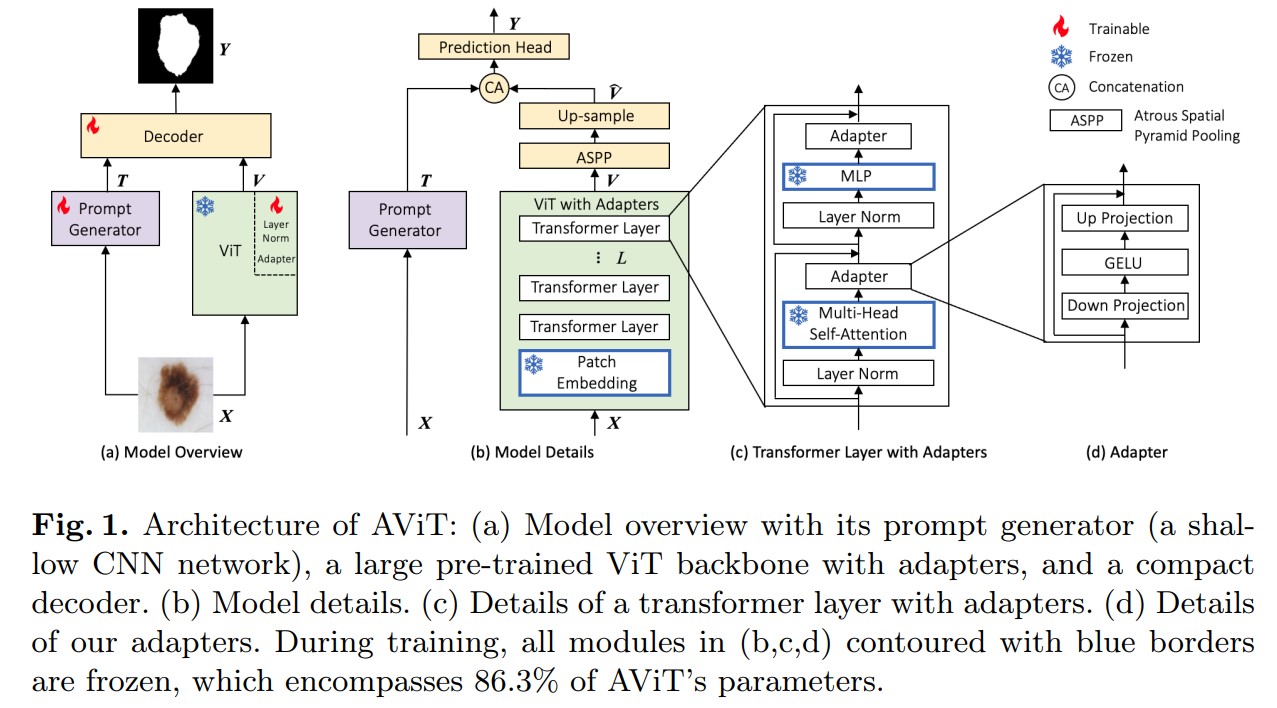 Y
Decoder
T
V
Prompt
Generator
ViT
Layer
Norm
Adapter
X
(a) Model Overview
Y
Prediction Head
CA
V̂
Up-sample
ASPP
T
V
Prompt
Generator
ViT with Adapters
Transformer Layer
⋮ L
Transformer Layer
Transformer Layer
Patch
Embedding
X
X
(b) Model Details
Adapter
MLP
Layer Norm
Adapter
Multi-Head
Self-Attention
Layer Norm
(c) Transformer Layer with Adapters
Trainable
Frozen
CA
Concatenation
ASPP
Atrous Spatial
Pyramid Pooling
Up Projection
GELU
Down Projection
(d) Adapter
Fig. 1. Architecture of AViT: (a) Model overview with its prompt generator (a shal-
low CNN network), a large pre-trained ViT backbone with adapters, and a compact
decoder. (b) Model details. (c) Details of a transformer layer with adapters. (d) Details
of our adapters. During training, all modules in (b,c,d) contoured with blue borders
are frozen, which encompasses 86.3% of AViT’s parameters.